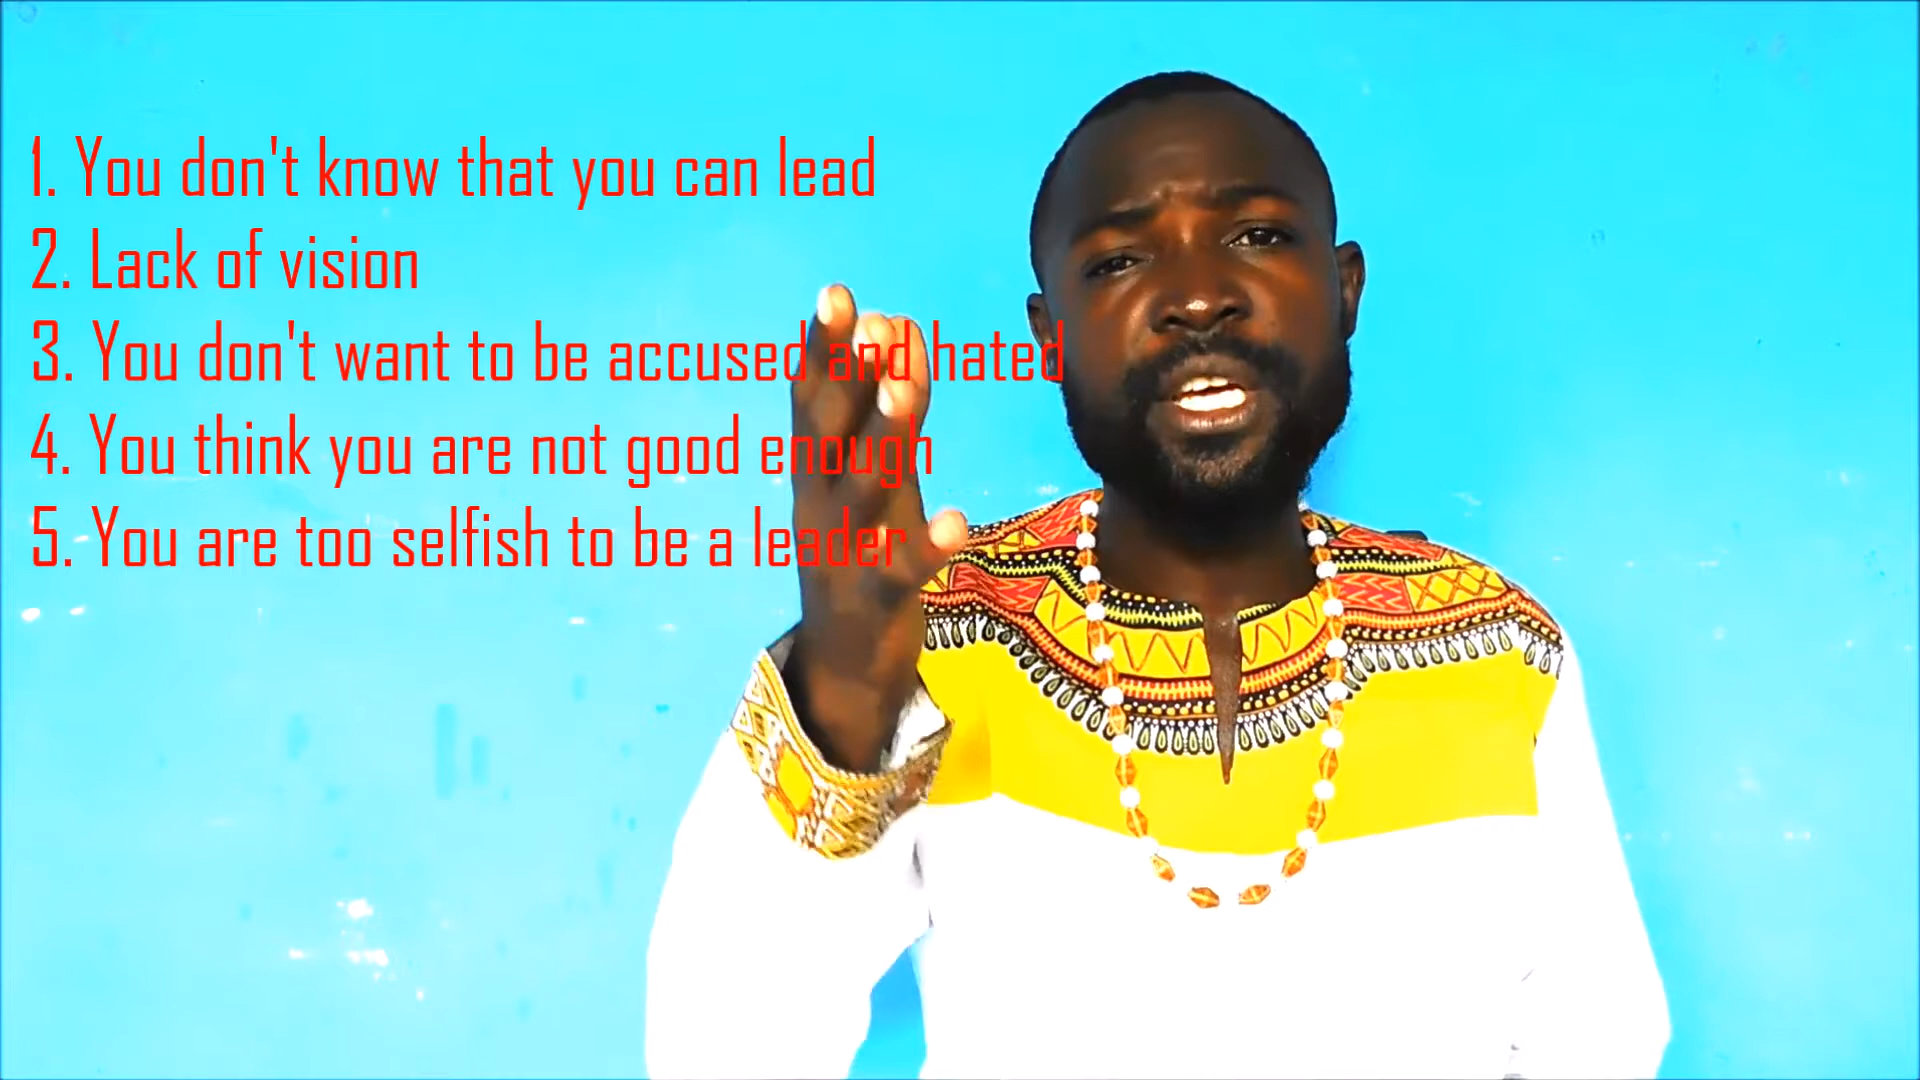 1. You don't know that you can lead
2. Lack of vision
3. You don't want to be accused and hated
4. You think you are not good enough
5. You are too selfish to be a leader